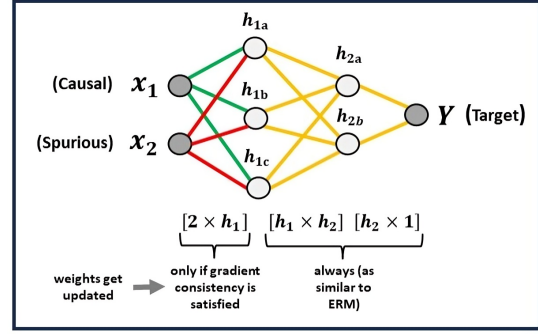 h1a
h2a
(Causal) x1
h1b
Y (Target)
h2b
(Spurious) x2
h1c
[2 × h1] [h1 × h2] [h2 × 1]
weights get
updated
only if gradient
consistency is
satisfied
always (as
similar to
ERM)